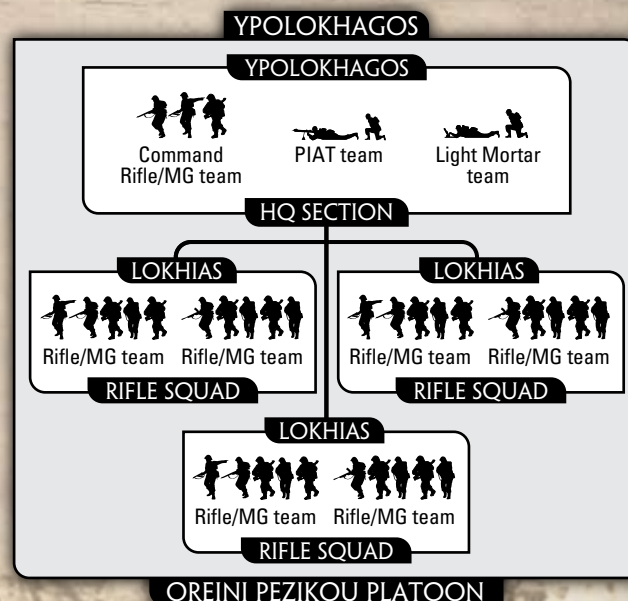 YPOLOKHAGOS
YPOLOKHAGOS
Command
Rifle/MG team
PIAT team
Light Mortar
team
HQ SECTION
LOKHIAS
Rifle/MG team Rifle/MG team
RIFLE SQUAD
LOKHIAS
Rifle/MG team Rifle/MG team
RIFLE SQUAD
LOKHIAS
Rifle/MG team Rifle/MG team
RIFLE SQUAD
OREINI PEZIKOU PLATOON